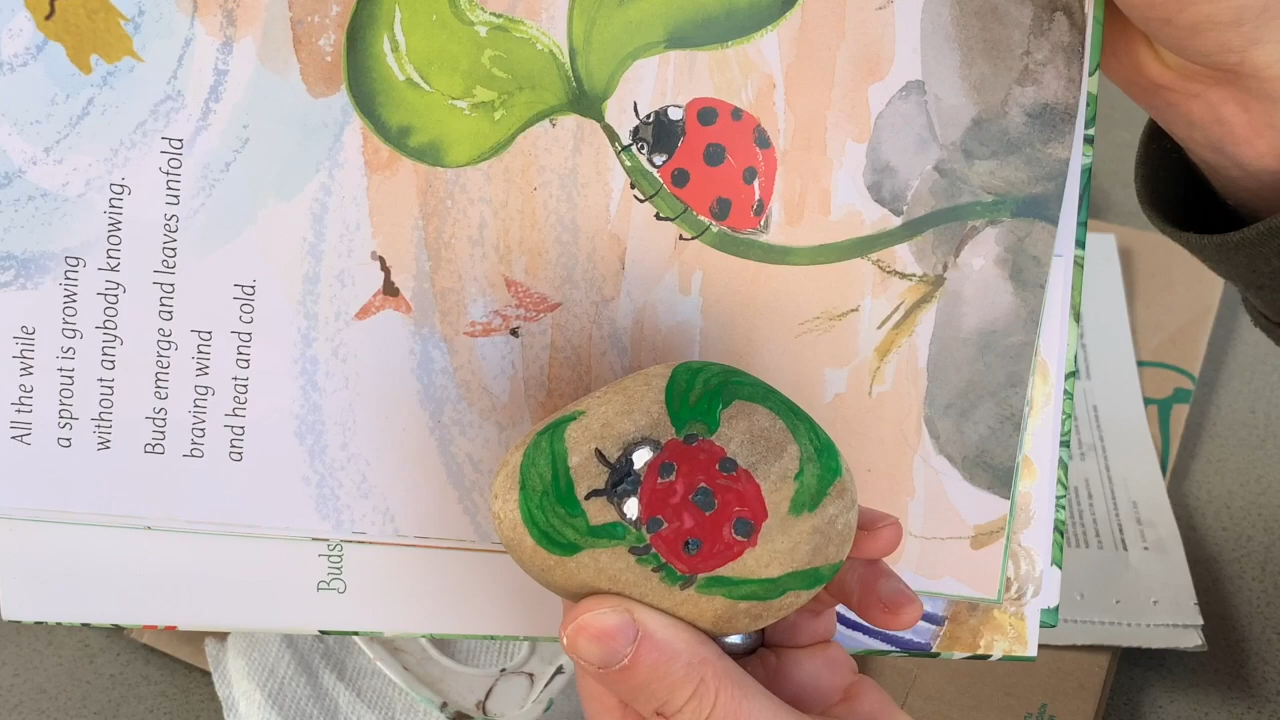 All the while
a sprout is growing
without anybody knowing.
Buds emerge and leaves unfold
braving wind
and heat and cold.
Buds